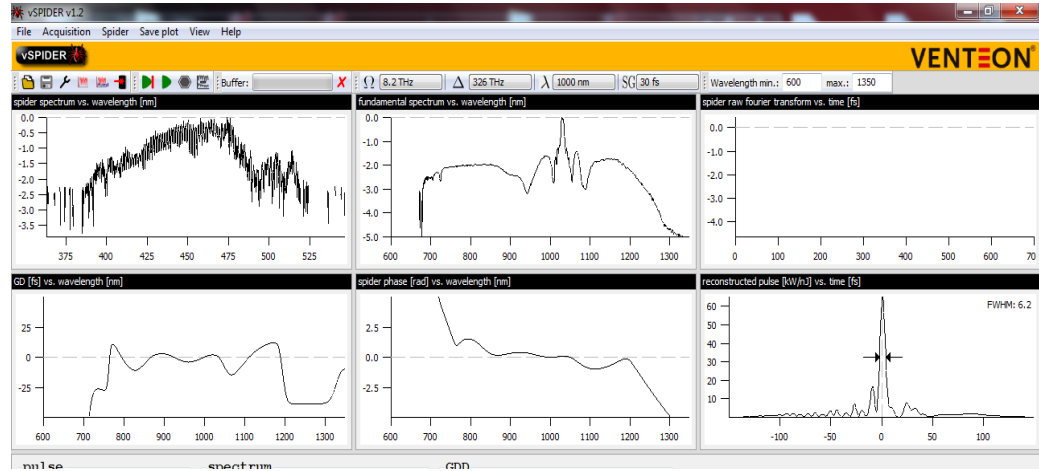 vSPIDER v1.2
File Acquisition Spider Save plot View Help
vSPIDER VENTEON
Buffer: Ω 8.2 THz Δ 326 THz λ 1000 nm SG 30 fs Wavelength min.: 600 max.: 1350
spider spectrum vs. wavelength [nm]
0.0
-0.5
-1.0
-1.5
-2.0
-2.5
-3.0
-3.5
375 400 425 450 475 500 525
fundamental spectrum vs. wavelength [nm]
0.0
-1.0
-2.0
-3.0
-4.0
-5.0
600 700 800 900 1000 1100 1200 1300
spider raw fourier transform vs. time [fs]
0.0
-1.0
-2.0
-3.0
-4.0
0 100 200 300 400 500 600 70
GD [fs] vs. wavelength [nm]
25
0
-25
600 700 800 900 1000 1100 1200 1300
spider phase [rad] vs. wavelength [nm]
2.5
0.0
-2.5
600 700 800 900 1000 1100 1200 1300
reconstructed pulse [kW/nJ] vs. time [fs]
FWHM: 6.2
60
50
40
30
20
10
-100 -50 0 50 100
pulse spectrum GDD